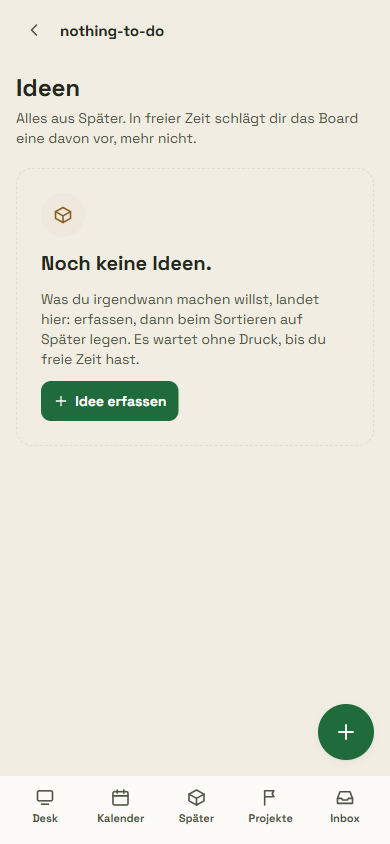 nothing-to-do
Ideen
Alles aus Später. In freier Zeit schlägt dir das Board
eine davon vor, mehr nicht.
Noch keine Ideen.
Was du irgendwann machen willst, landet
hier: erfassen, dann beim Sortieren auf
Später legen. Es wartet ohne Druck, bis du
freie Zeit hast.
Idee erfassen
Desk
Kalender
Später
Projekte
Inbox